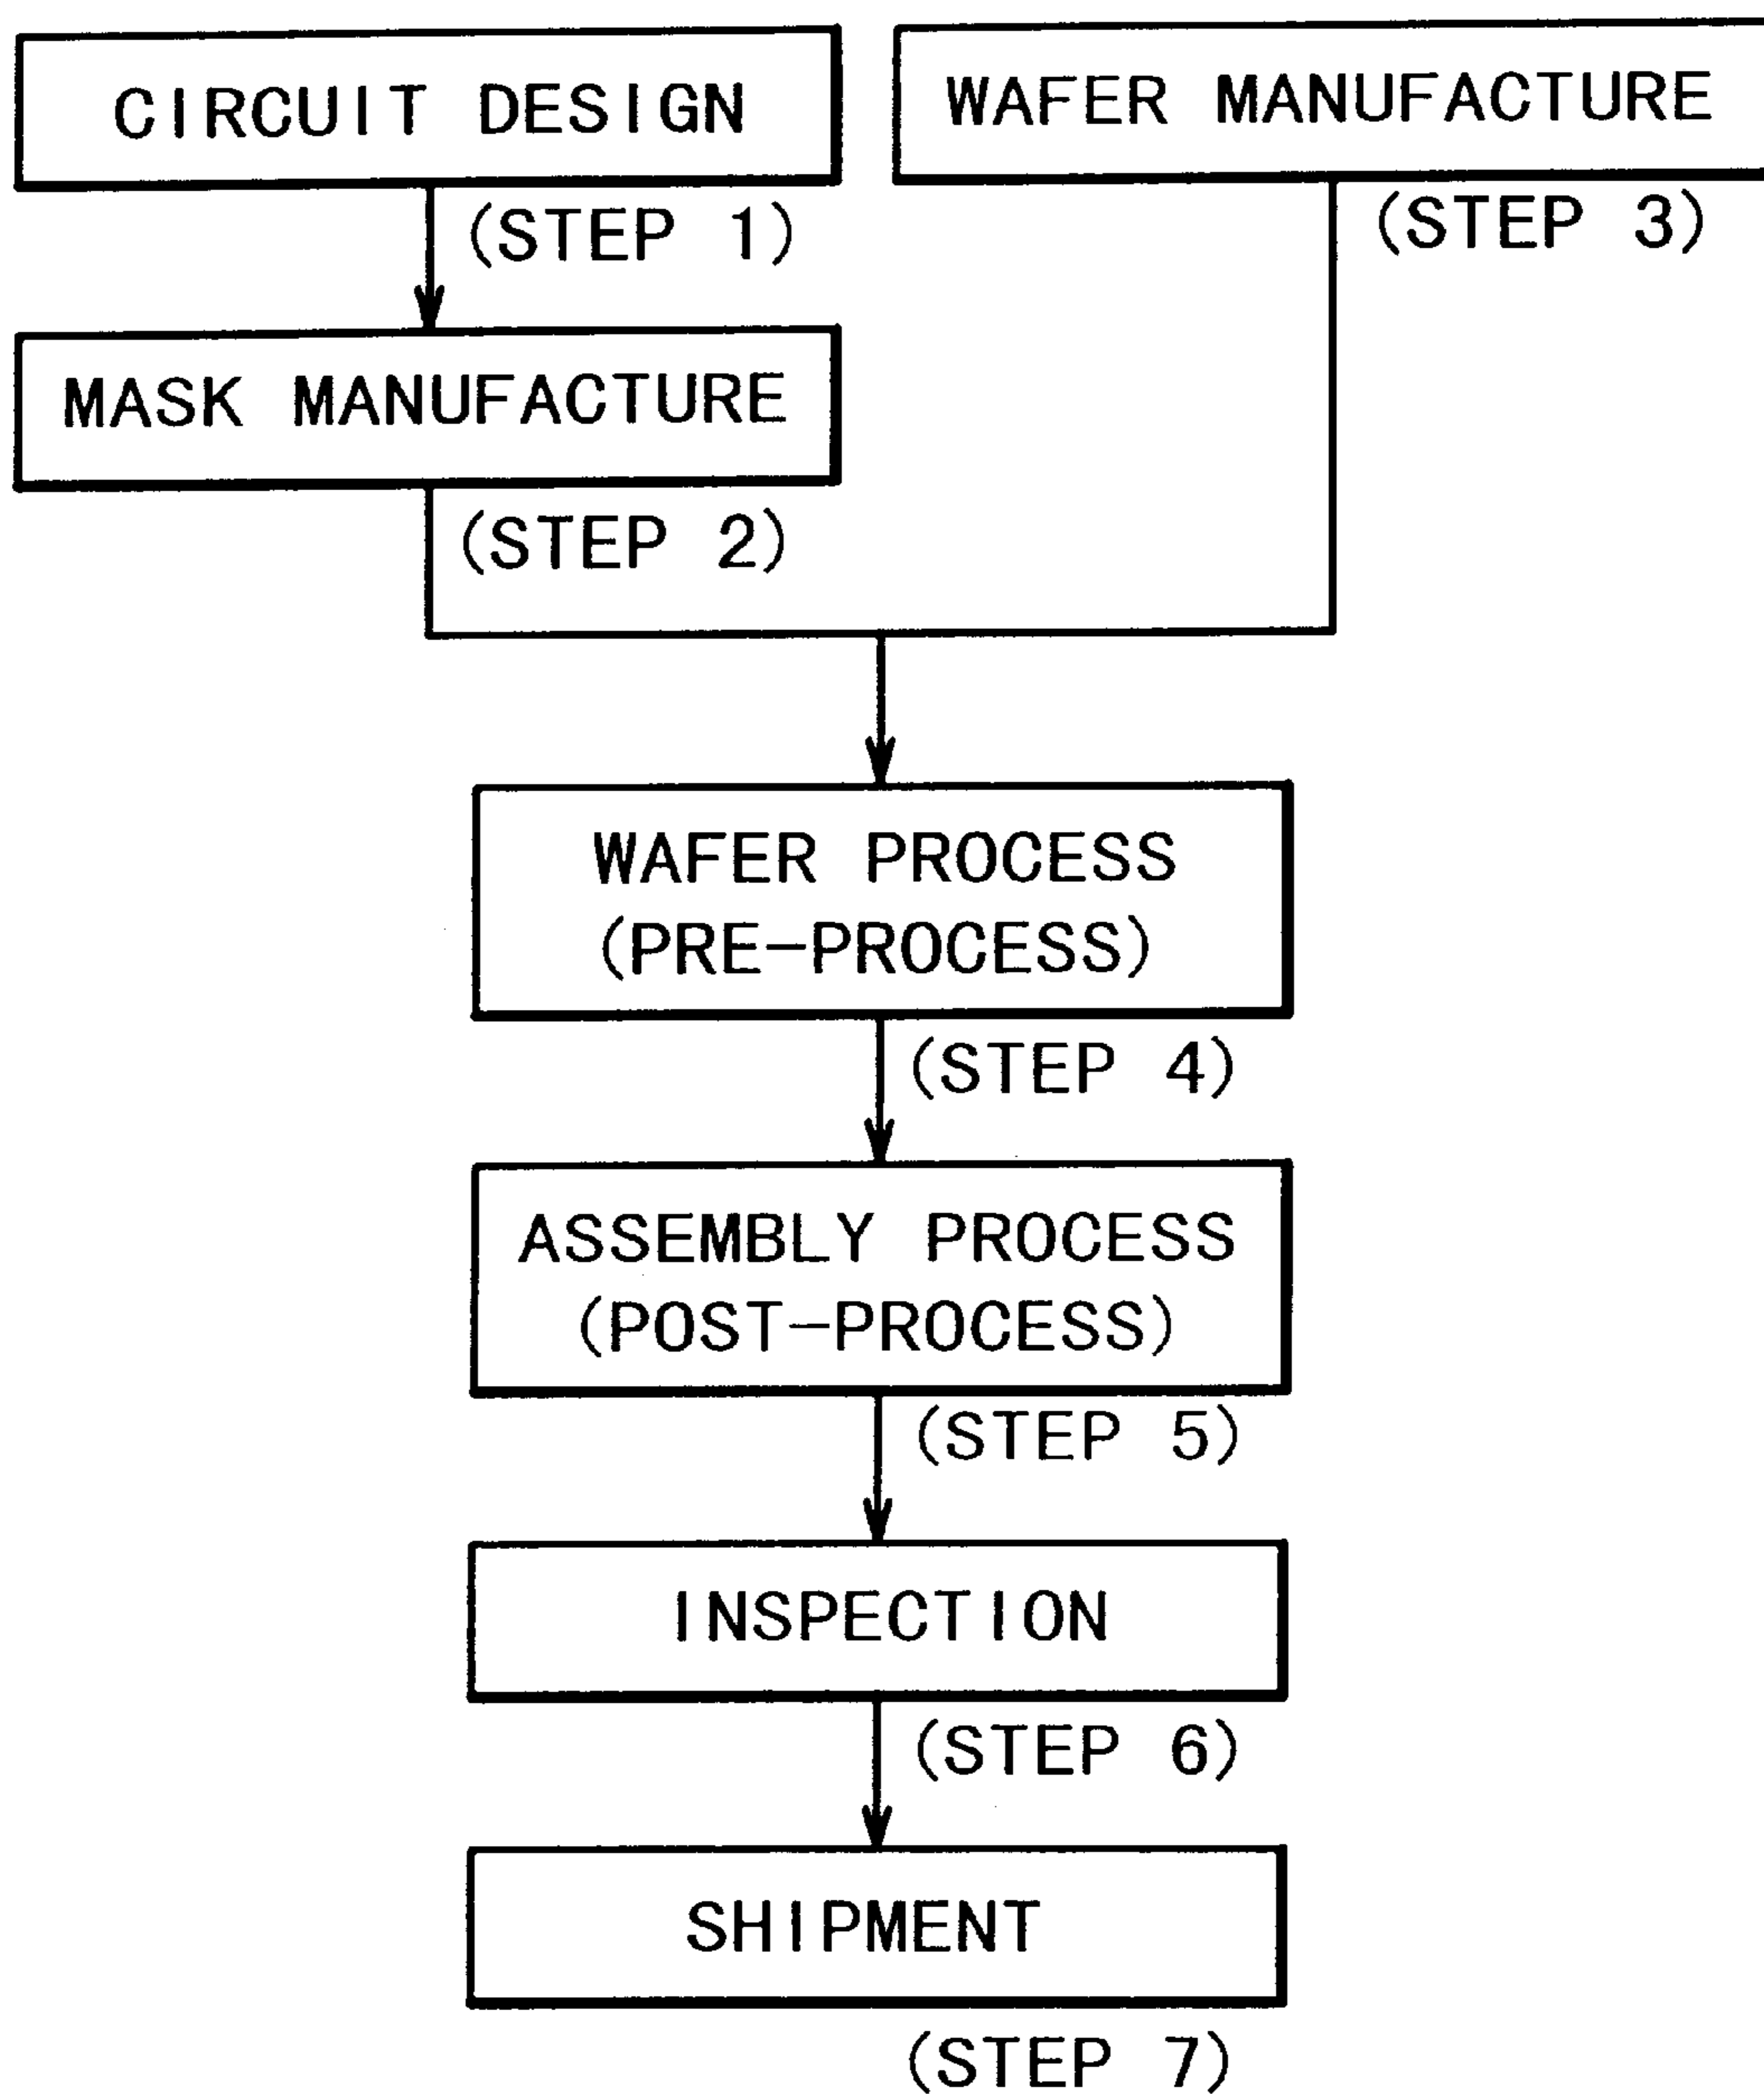 CIRCUIT DESIGN
(STEP 1)
WAFER MANUFACTURE
(STEP 3)
MASK MANUFACTURE
(STEP 2)
WAFER PROCESS
(PRE-PROCESS)
(STEP 4)
ASSEMBLY PROCESS
(POST-PROCESS)
(STEP 5)
INSPECTION
(STEP 6)
SHIPMENT
(STEP 7)